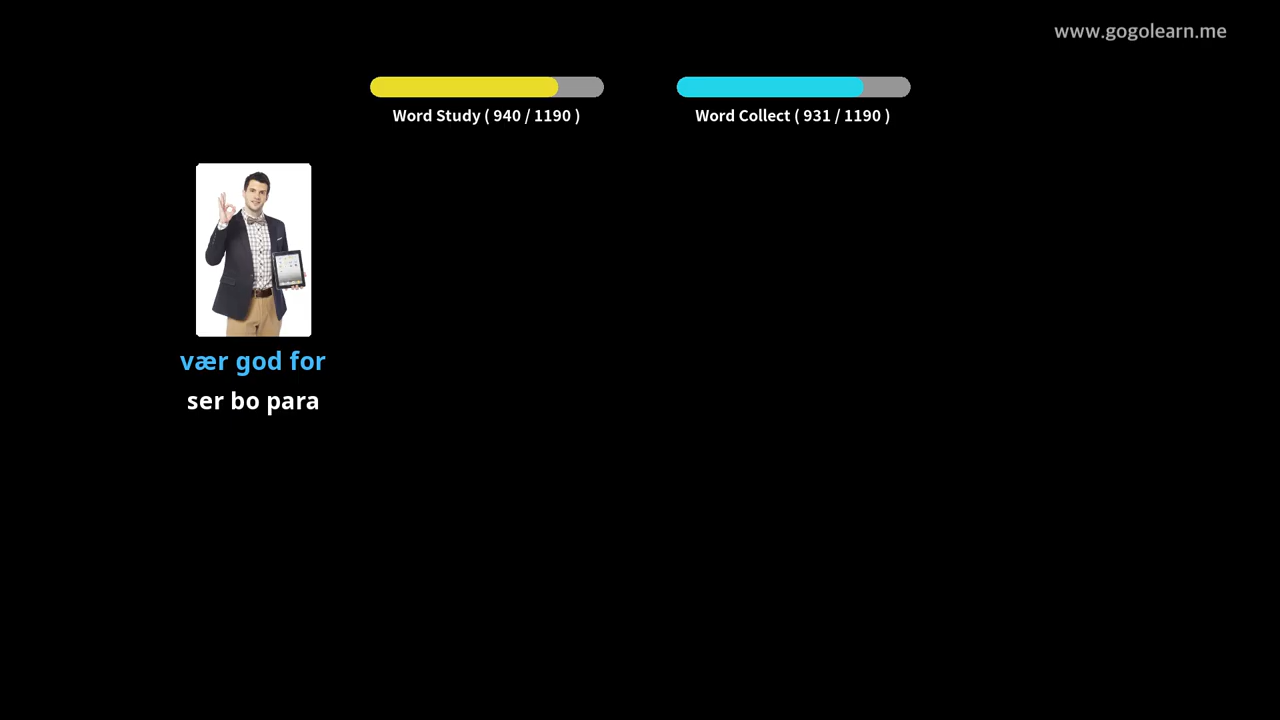 www.gogolearn.me
Word Study ( 940 / 1190 )
Word Collect ( 931 / 1190 )
vær god for
ser bo para